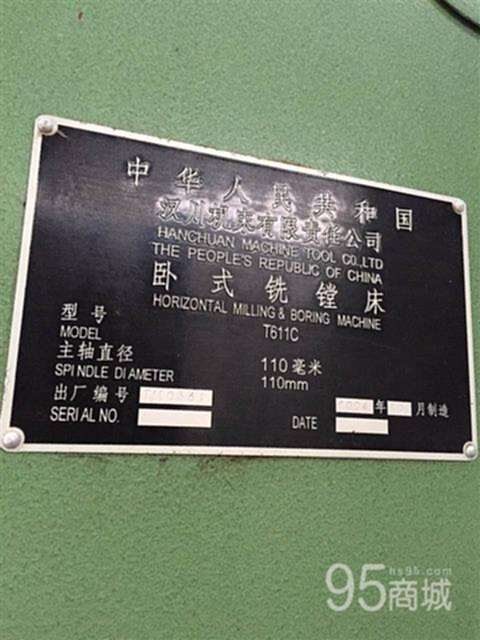 中华人民共和国
汉川机床有限责任公司
HANCHUAN MACHINE TOOL CO.,LTD
THE PEOPLE'S REPUBLIC OF CHINA
卧式铣镗床
HORIZONTAL MILLING & BORING MACHINE
型号 T611C
MODEL
主轴直径 110毫米
SPINDLE DIAMETER 110mm
出厂编号 年 月制造
SERIAL NO. DATE
hs95.com
95商城